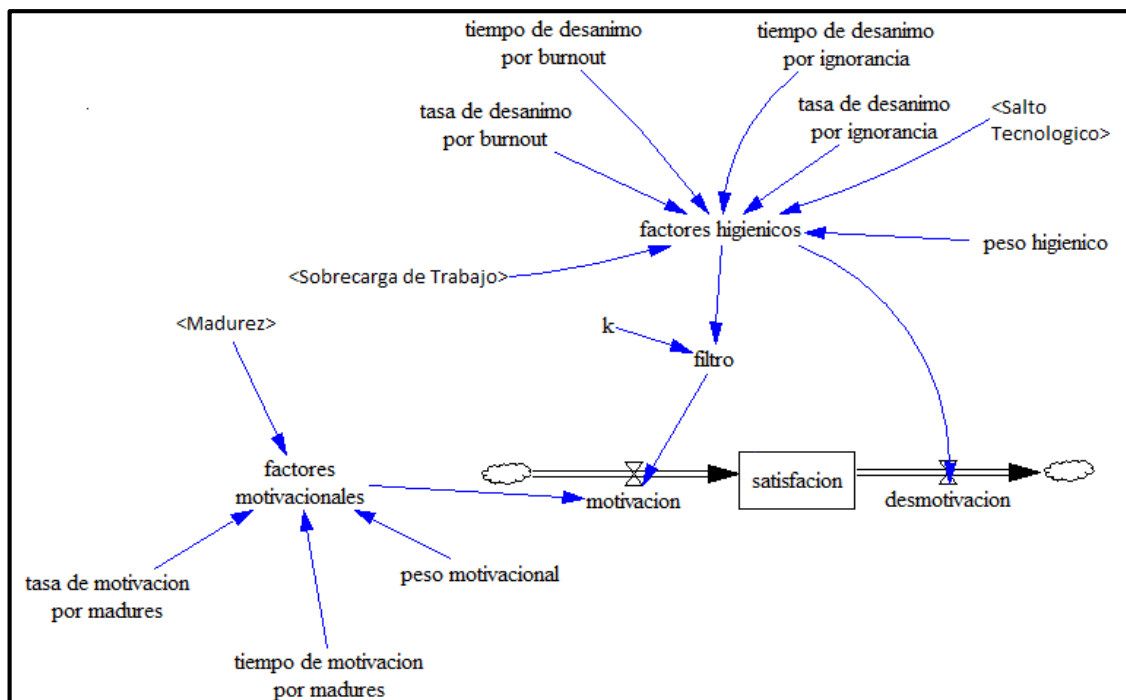 tiempo de desanimo
por burnout
tiempo de desanimo
por ignorancia
tasa de desanimo
por burnout
tasa de desanimo
por ignorancia
<Salto
Tecnologico>
factores higienicos
peso higienico
<Sobrecarga de Trabajo>
<Madurez>
k
filtro
factores
motivacionales
motivacion
satisfacion
desmotivacion
tasa de motivacion
por madures
peso motivacional
tiempo de motivacion
por madures